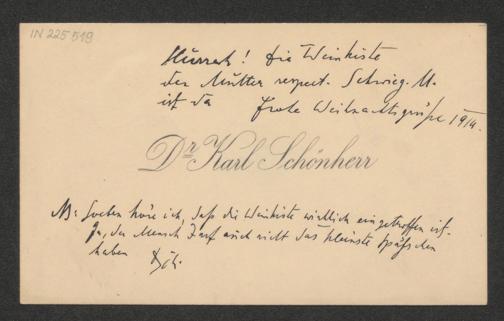 IN 225 519
Hurrah! Die Weinkiste
der Mutter respect. Schwieg. M.
ist da frohe Weihnachtsgrüße 1914.
Dr Karl Schönherr
NB: Soeben höre ich, daß die Weinkiste wirklich eingetroffen ist.
Ja, der Mensch darf auch nicht das kleinste Späßchen
haben